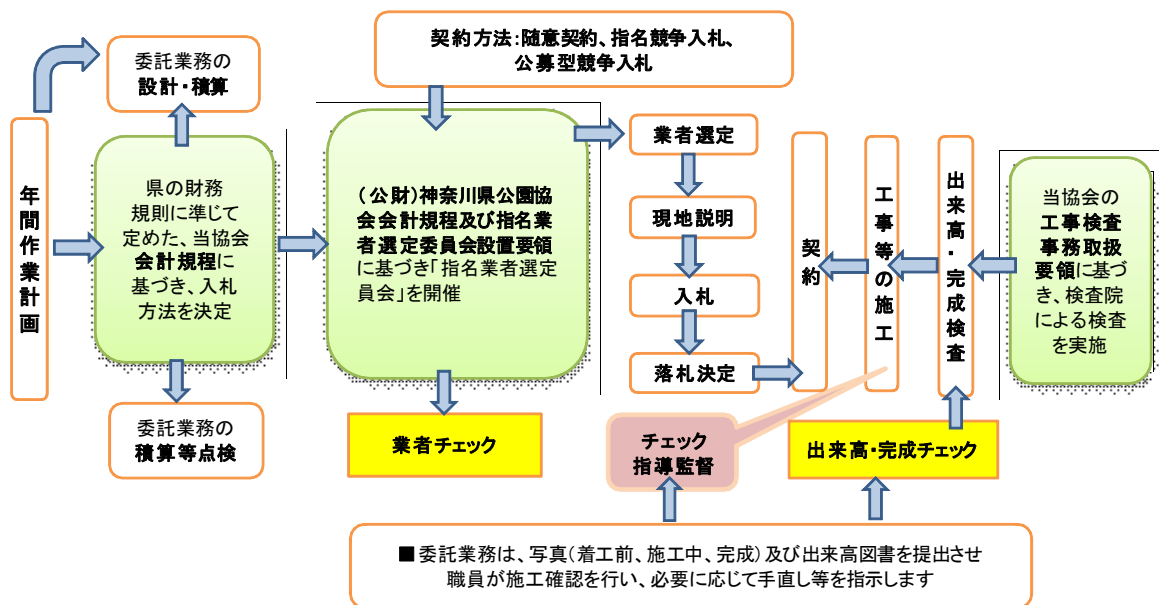 契約方法：随意契約、指名競争入札、
公募型競争入札
委託業務の
設計・積算
年間作業計画
県の財務
規則に準じて
定めた、当協会
会計規程に
基づき、入札
方法を決定
委託業務の
積算等点検
（公財）神奈川県公園協
会会計規程及び指名業
者選定委員会設置要領
に基づき「指名業者選定
員会」を開催
業者チェック
業者選定
現地説明
入札
落札決定
契約
工事等の施工
出来高・完成検査
当協会の
工事検査
事務取扱
要領に基づ
き、検査院
による検査
を実施
チェック
指導監督
出来高・完成チェック
■委託業務は、写真（着工前、施工中、完成）及び出来高図書を提出させ
職員が施工確認を行い、必要に応じて手直し等を指示します